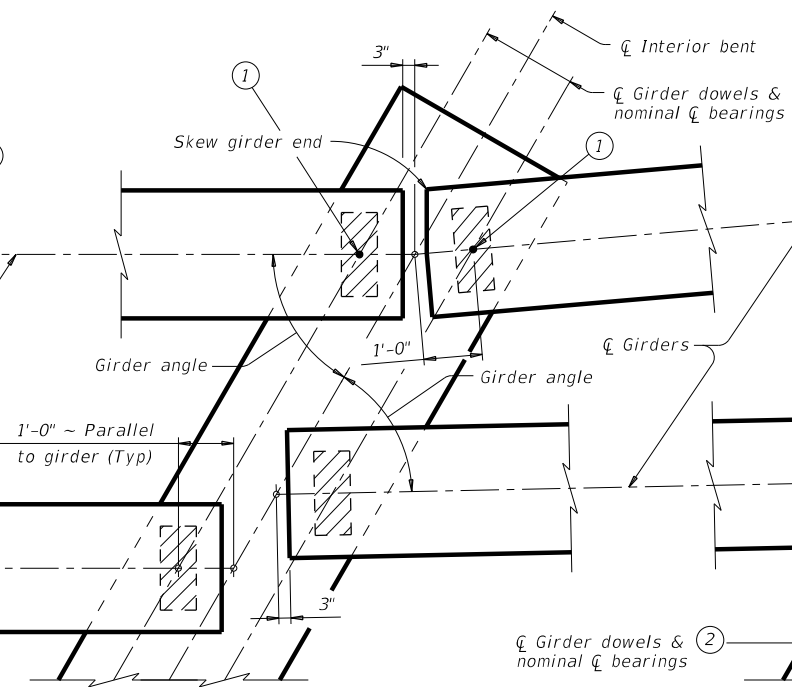 3"
℄ Interior bent
1
℄ Girder dowels &
nominal ℄ bearings
Skew girder end
1
1'-0"
℄ Girders
Girder angle
Girder angle
1'-0" ~ Parallel
to girder (Typ)
3"
℄ Girder dowels & 2
nominal ℄ bearings